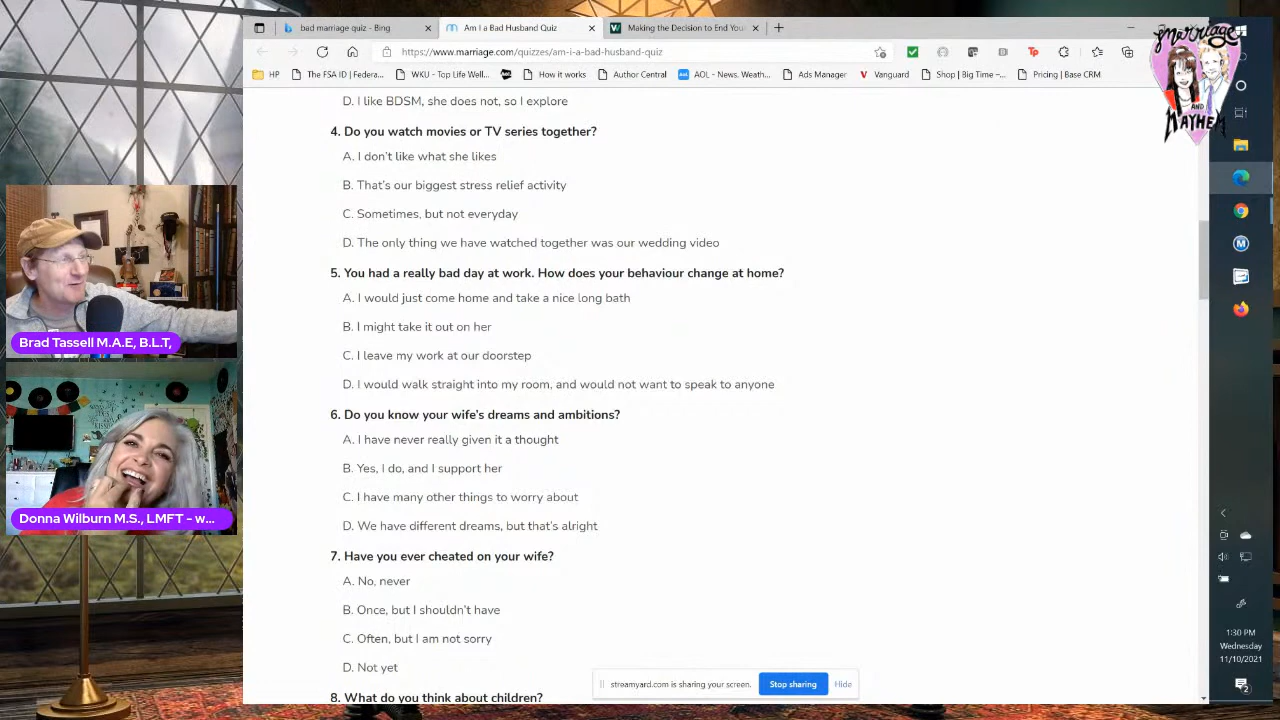 bad marriage quiz - Bing
Am I a Bad Husband Quiz
Making the Decision to End You
https://www.marriage.com/quizzes/am-i-a-bad-husband-quiz
HP
The FSA ID | Federa...
WKU - Top Life Well...
How it works
Author Central
AOL - News, Weath...
Ads Manager
Vanguard
Shop | Big Time –...
Pricing | Base CRM
MARRIAGE
AND
MAYHEM
D. I like BDSM, she does not, so I explore
4. Do you watch movies or TV series together?
A. I don't like what she likes
B. That's our biggest stress relief activity
C. Sometimes, but not everyday
D. The only thing we have watched together was our wedding video
5. You had a really bad day at work. How does your behaviour change at home?
A. I would just come home and take a nice long bath
B. I might take it out on her
C. I leave my work at our doorstep
D. I would walk straight into my room, and would not want to speak to anyone
6. Do you know your wife's dreams and ambitions?
A. I have never really given it a thought
B. Yes, I do, and I support her
C. I have many other things to worry about
D. We have different dreams, but that's alright
7. Have you ever cheated on your wife?
A. No, never
B. Once, but I shouldn't have
C. Often, but I am not sorry
D. Not yet
8. What do you think about children?
Brad Tassell M.A.E, B.L.T,
Donna Wilburn M.S., LMFT - w...
streamyard.com is sharing your screen.
Stop sharing
Hide
1:30 PM
Wednesday
11/10/2021
2